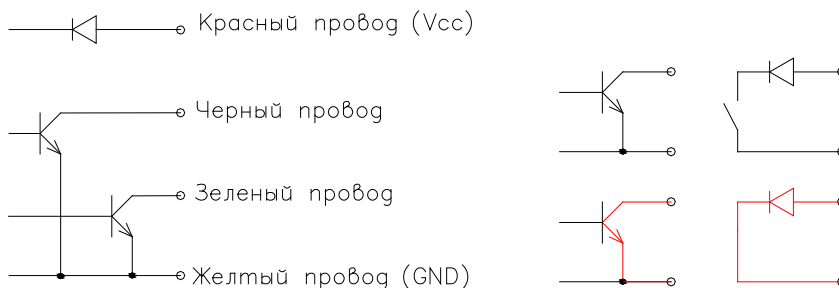 Красный провод (Vcc)
Черный провод
Зеленый провод
Желтый провод (GND)